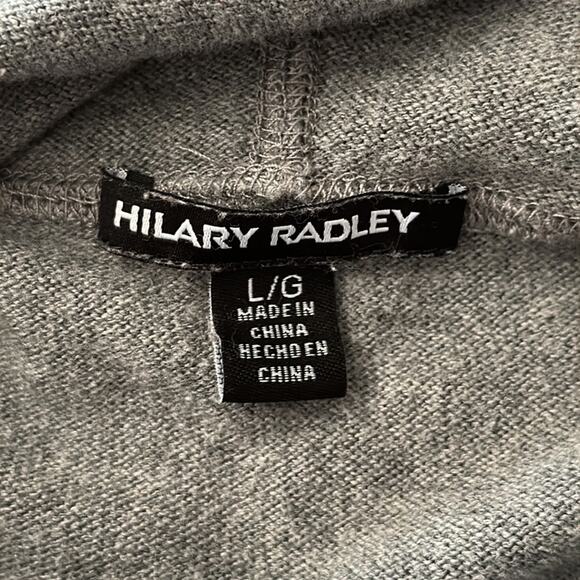 HILARY RADLEY
L/G
MADE IN
CHINA
HECHO EN
CHINA